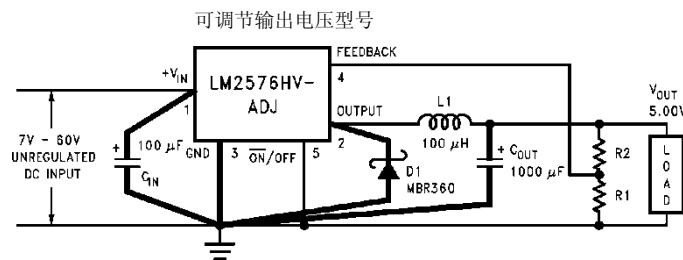 可调节输出电压型号
FEEDBACK
+VIN
LM2576HV-
ADJ
4
1
OUTPUT
L1
VOUT
5.00V
7V - 60V
UNREGULATED
DC INPUT
+
100 μF
GND
3
ON/OFF
5
2
100 μH
CIN
D1
MBR360
+
COUT
1000 μF
R2
R1
LOAD